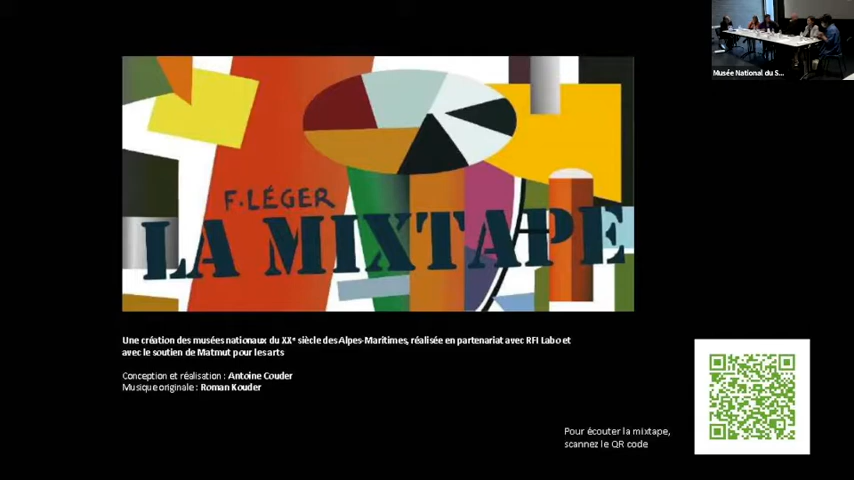 Musée National du S...
F. LÉGER
LA MIXTAPE
Une création des musées nationaux du XXe siècle des Alpes-Maritimes, réalisée en partenariat avec RFI Labo et
avec le soutien de Matmut pour les arts
Conception et réalisation : Antoine Couder
Musique originale : Roman Kouder
Pour écouter la mixtape,
scannez le QR code